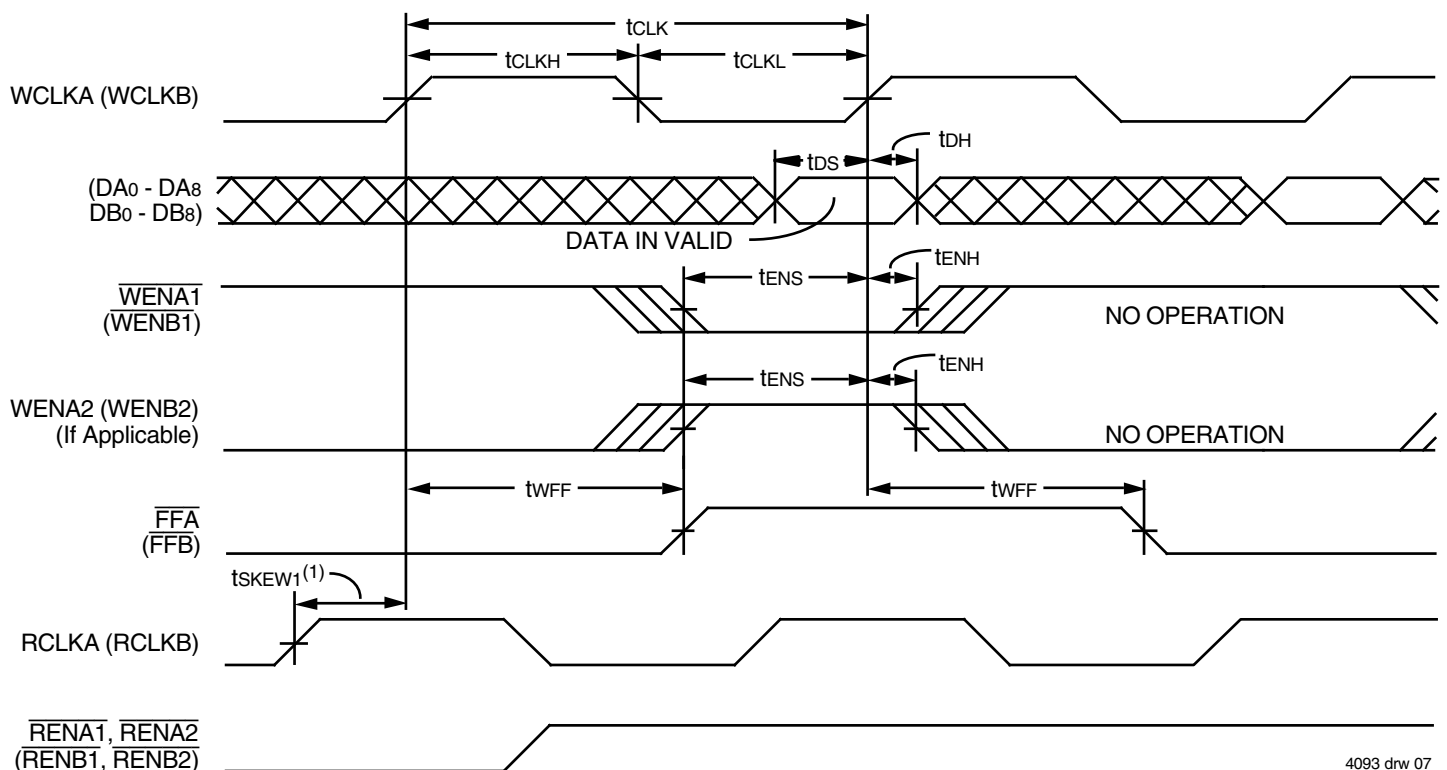 tCLK
tCLKH
tCLKL
WCLKA (WCLKB)
tDH
tDS
(DA0 - DA8
DB0 - DB8)
DATA IN VALID
tENH
tENS
WENA1
(WENB1)
NO OPERATION
tENH
tENS
WENA2 (WENB2)
(If Applicable)
NO OPERATION
tWFF
tWFF
FFA
(FFB)
tSKEW1(1)
RCLKA (RCLKB)
RENA1, RENA2
(RENB1, RENB2)
4093 drw 07